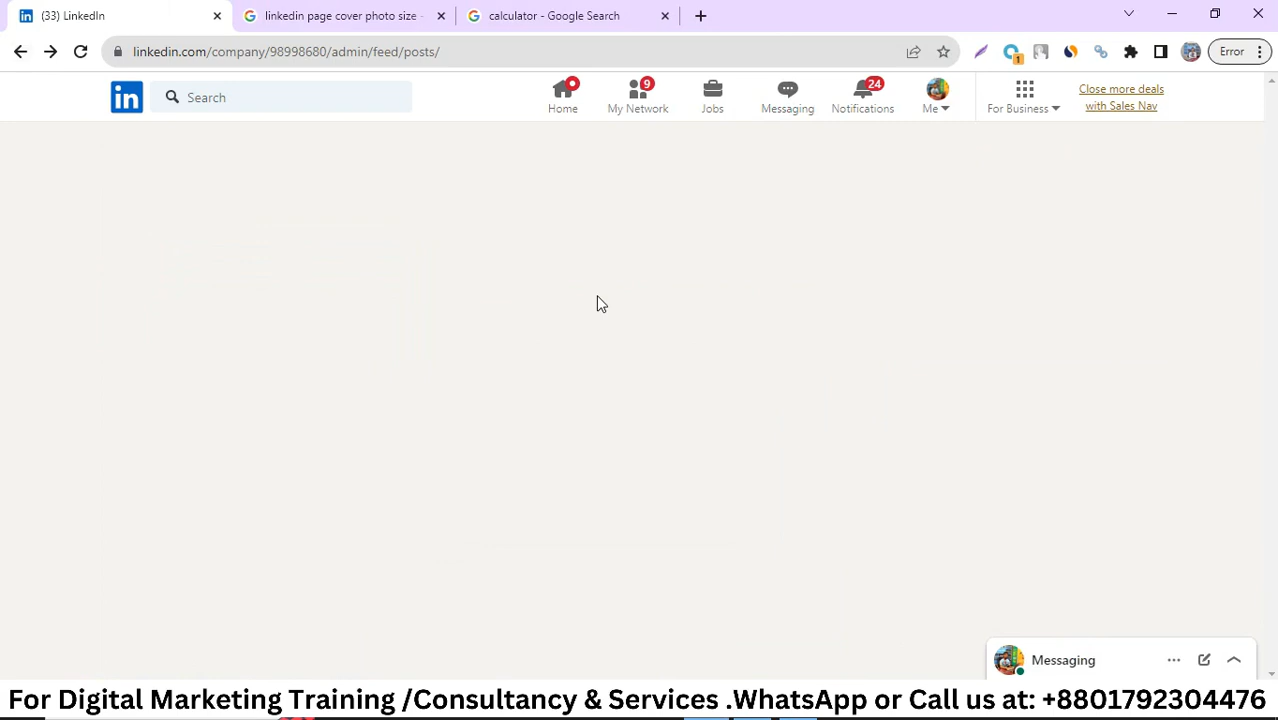 (33) LinkedIn
linkedin page cover photo size -
calculator - Google Search
linkedin.com/company/98998680/admin/feed/posts/
1
Error
in
Search
9
24
Home
My Network
Jobs
Messaging
Notifications
Me
For Business
Close more deals
with Sales Nav
Messaging
For Digital Marketing Training /Consultancy & Services .WhatsApp or Call us at: +8801792304476